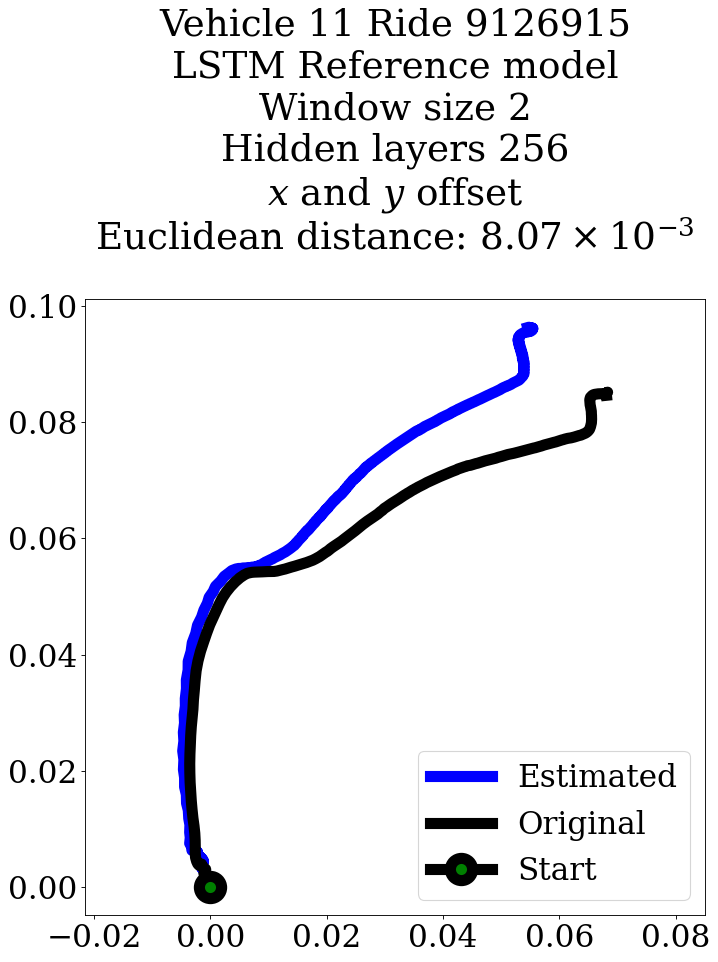 Vehicle 11 Ride 9126915
LSTM Reference model
Window size 2
Hidden layers 256
x and y offset
Euclidean distance: 8.07 × 10⁻³
0.10
0.08
0.06
0.04
0.02
0.00
Estimated
Original
Start
−0.02 0.00 0.02 0.04 0.06 0.08